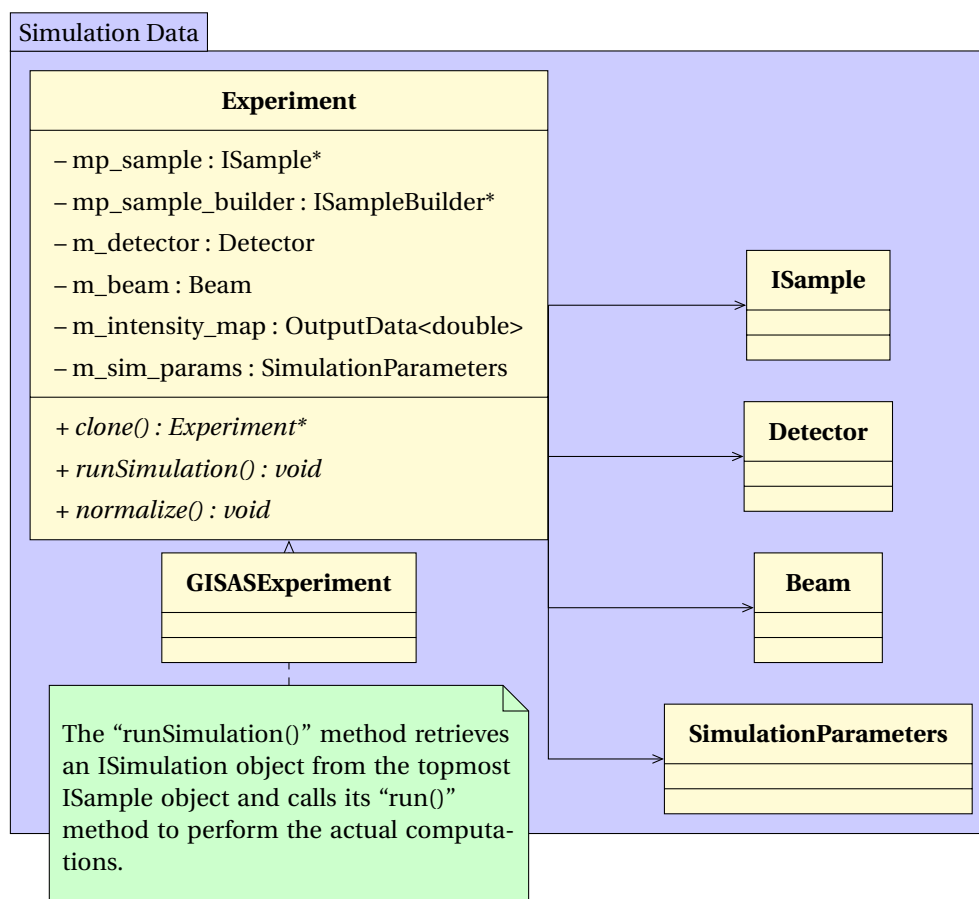 Simulation Data
Experiment
– mp_sample : ISample*
– mp_sample_builder : ISampleBuilder*
– m_detector : Detector
– m_beam : Beam
– m_intensity_map : OutputData<double>
– m_sim_params : SimulationParameters
+ clone() : Experiment*
+ runSimulation() : void
+ normalize() : void
ISample
Detector
Beam
SimulationParameters
GISASExperiment
The “runSimulation()” method retrieves
an ISimulation object from the topmost
ISample object and calls its “run()”
method to perform the actual computa-
tions.